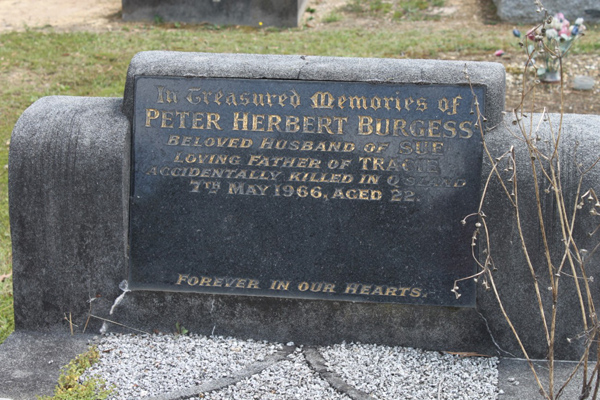 In Treasured Memories of
PETER HERBERT BURGESS
BELOVED HUSBAND OF SUE
LOVING FATHER OF TRACIE
ACCIDENTALLY KILLED IN Q'SLAND
7TH MAY 1966, AGED 22.
FOREVER IN OUR HEARTS.